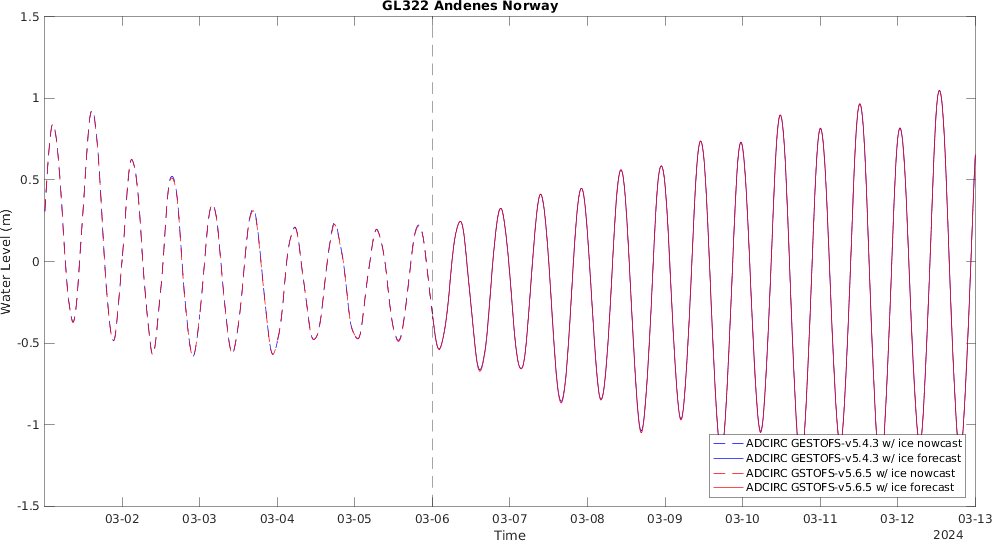 GL322 Andenes Norway
1.5
1
0.5
0
-0.5
-1
-1.5
Water Level (m)
03-02 03-03 03-04 03-05 03-06 03-07 03-08 03-09 03-10 03-11 03-12 03-13
Time
2024
ADCIRC GESTOFS-v5.4.3 w/ ice nowcast
ADCIRC GESTOFS-v5.4.3 w/ ice forecast
ADCIRC GSTOFS-v5.6.5 w/ ice nowcast
ADCIRC GSTOFS-v5.6.5 w/ ice forecast